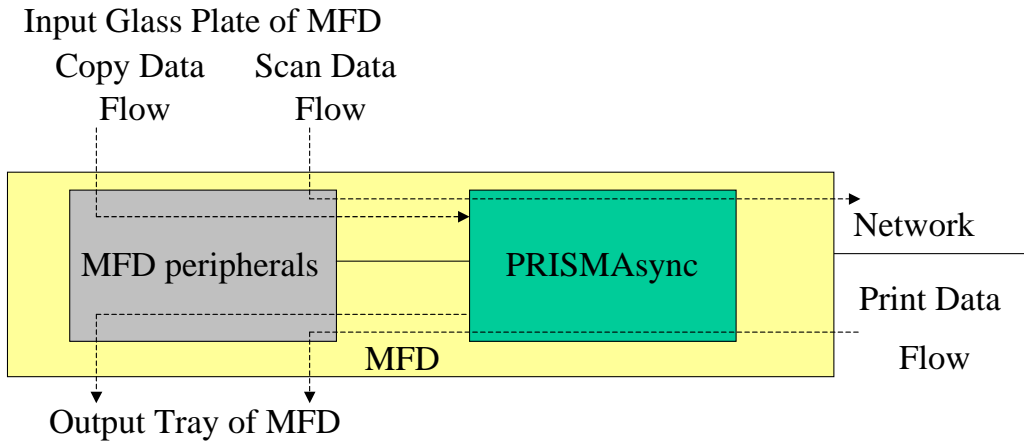 Input Glass Plate of MFD
Copy Data Flow
Scan Data Flow
MFD peripherals
PRISMAsync
Network
Print Data Flow
MFD
Output Tray of MFD